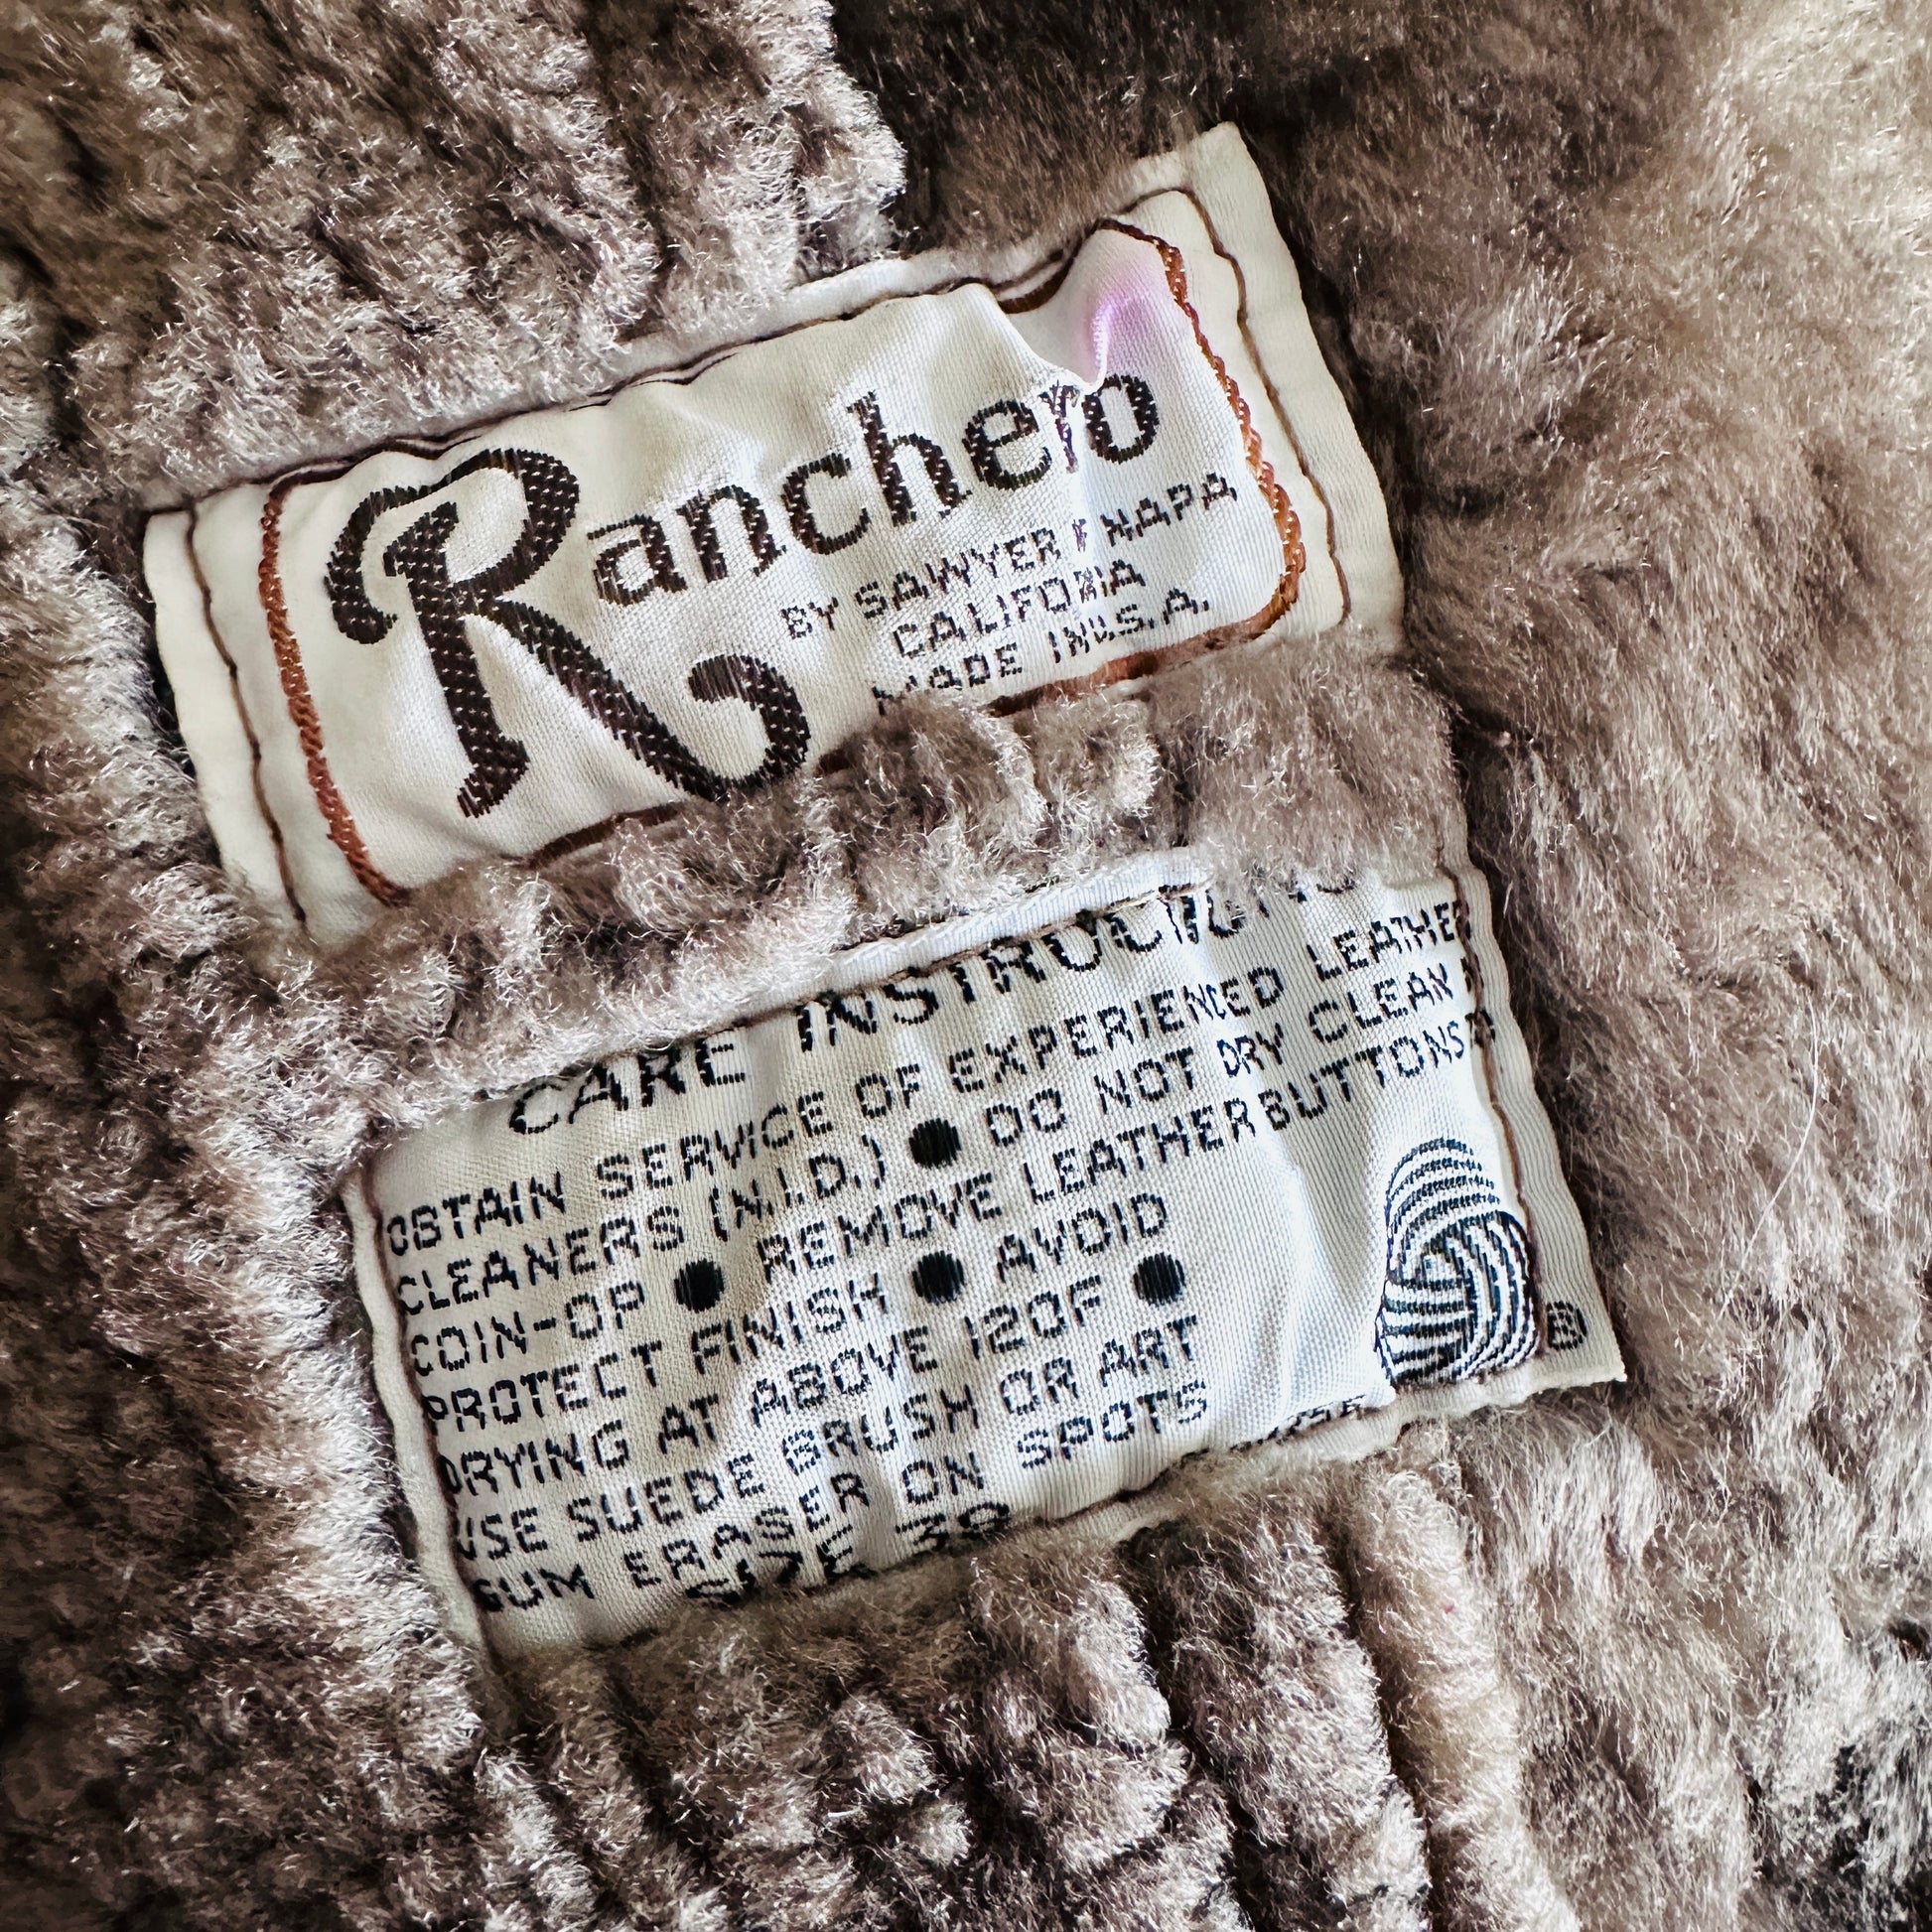 Ranchero
BY SAWYER OF NAPA
CALIFORNIA
MADE IN U.S.A.
CARE INSTRUCTIONS
OBTAIN SERVICE OF EXPERIENCED LEATHER
CLEANERS (N.I.D.) ● DO NOT DRY CLEAN
COIN-OP ● REMOVE LEATHER BUTTONS
PROTECT FINISH ● AVOID
DRYING AT ABOVE 120F ●
USE SUEDE BRUSH OR ART
GUM ERASER ON SPOTS
SIZE 38
®